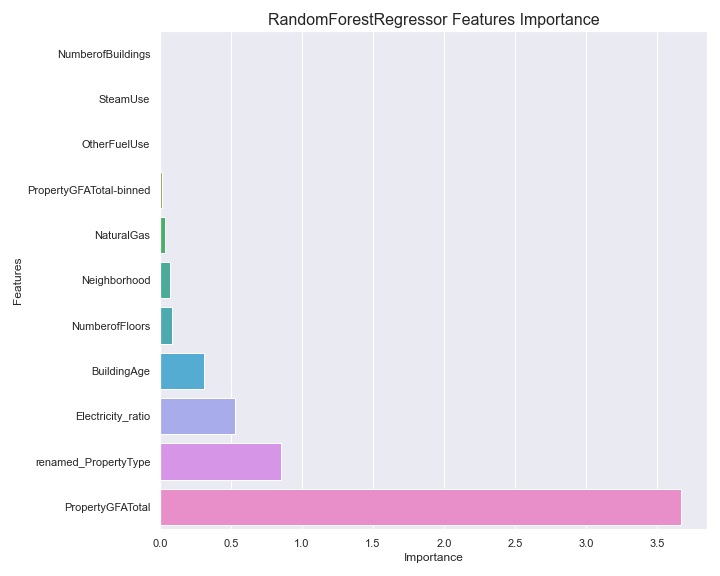 RandomForestRegressor Features Importance
NumberofBuildings
SteamUse
OtherFuelUse
PropertyGFATotal-binned
NaturalGas
Neighborhood
NumberofFloors
BuildingAge
Electricity_ratio
renamed_PropertyType
PropertyGFATotal
Features
0.0 0.5 1.0 1.5 2.0 2.5 3.0 3.5
Importance